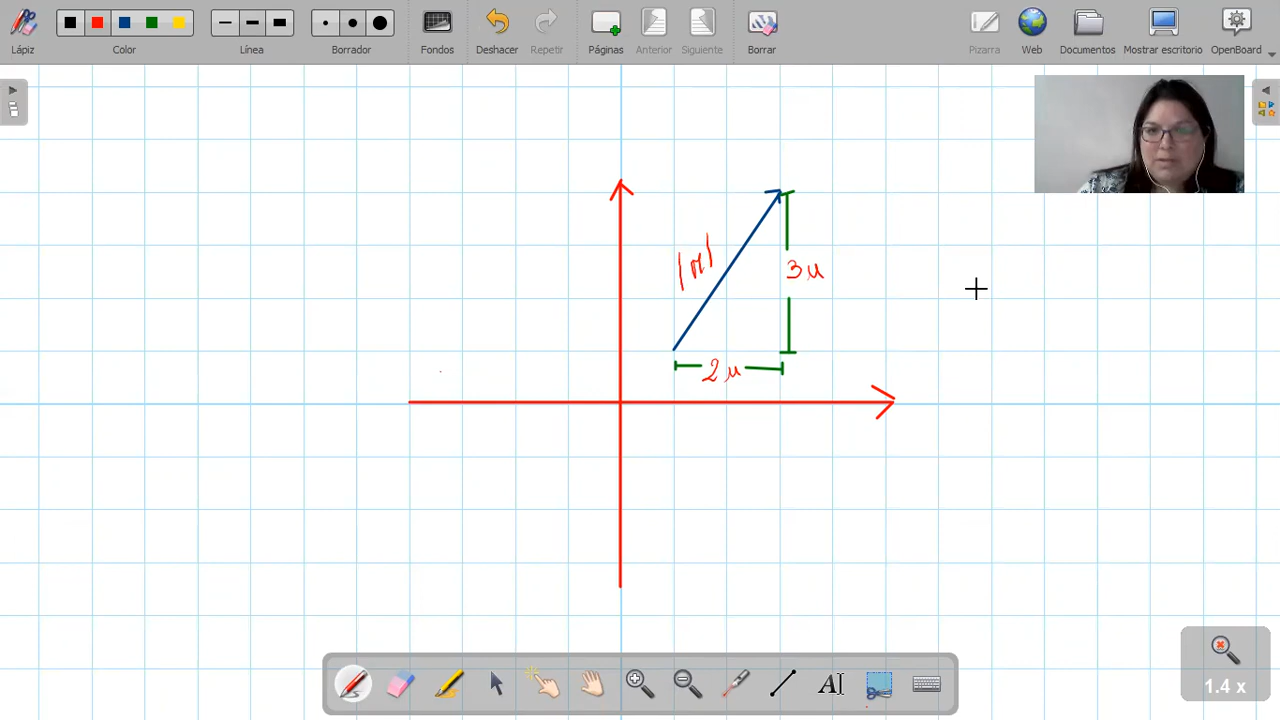 Lápiz
Color
Línea
Borrador
Fondos
Deshacer
Repetir
Páginas
Anterior
Siguiente
Borrar
Pizarra
Web
Documentos
Mostrar escritorio
OpenBoard
3u
2u
AI
1.4 x